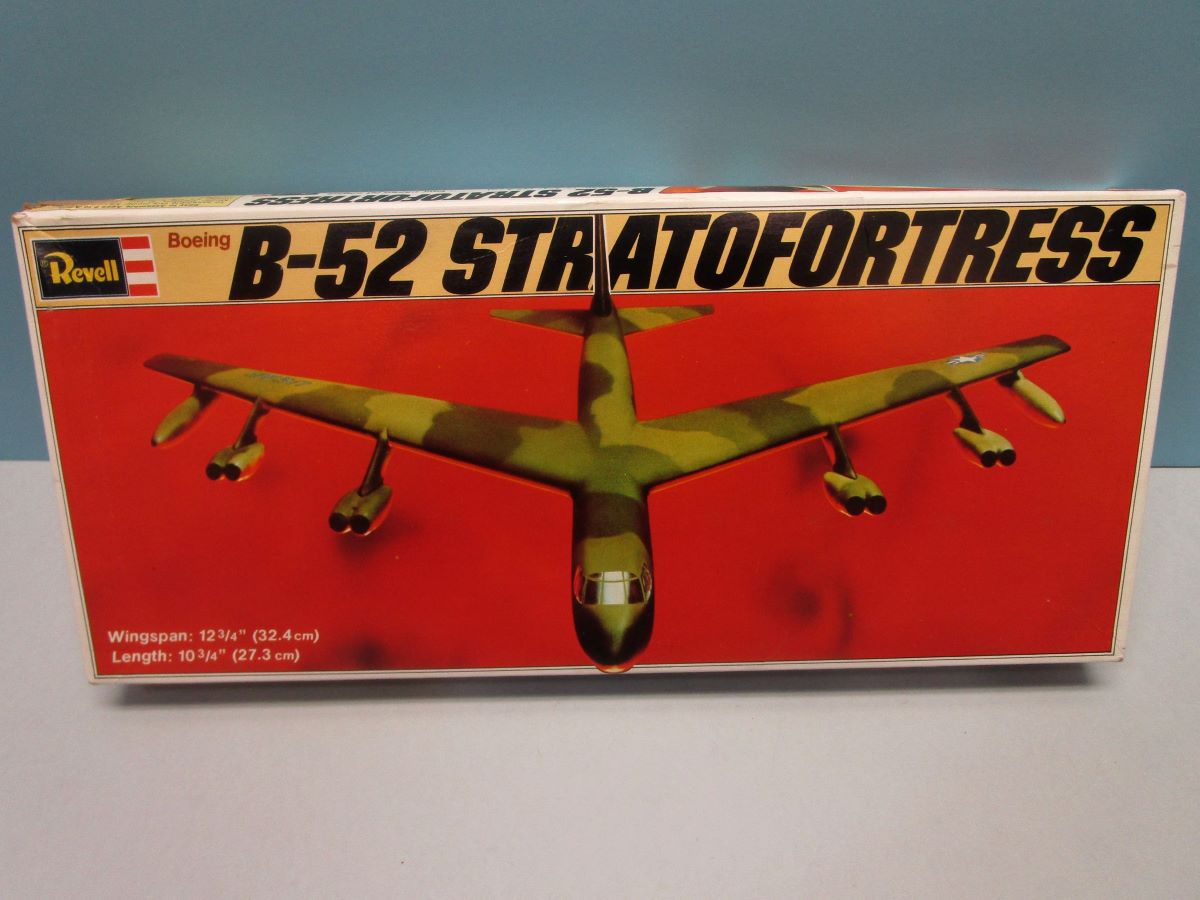 B-52 STRATOFORTRESS
Revell
Boeing
B-52 STRATOFORTRESS
Wingspan: 12 3/4" (32.4 cm)
Length: 10 3/4" (27.3 cm)